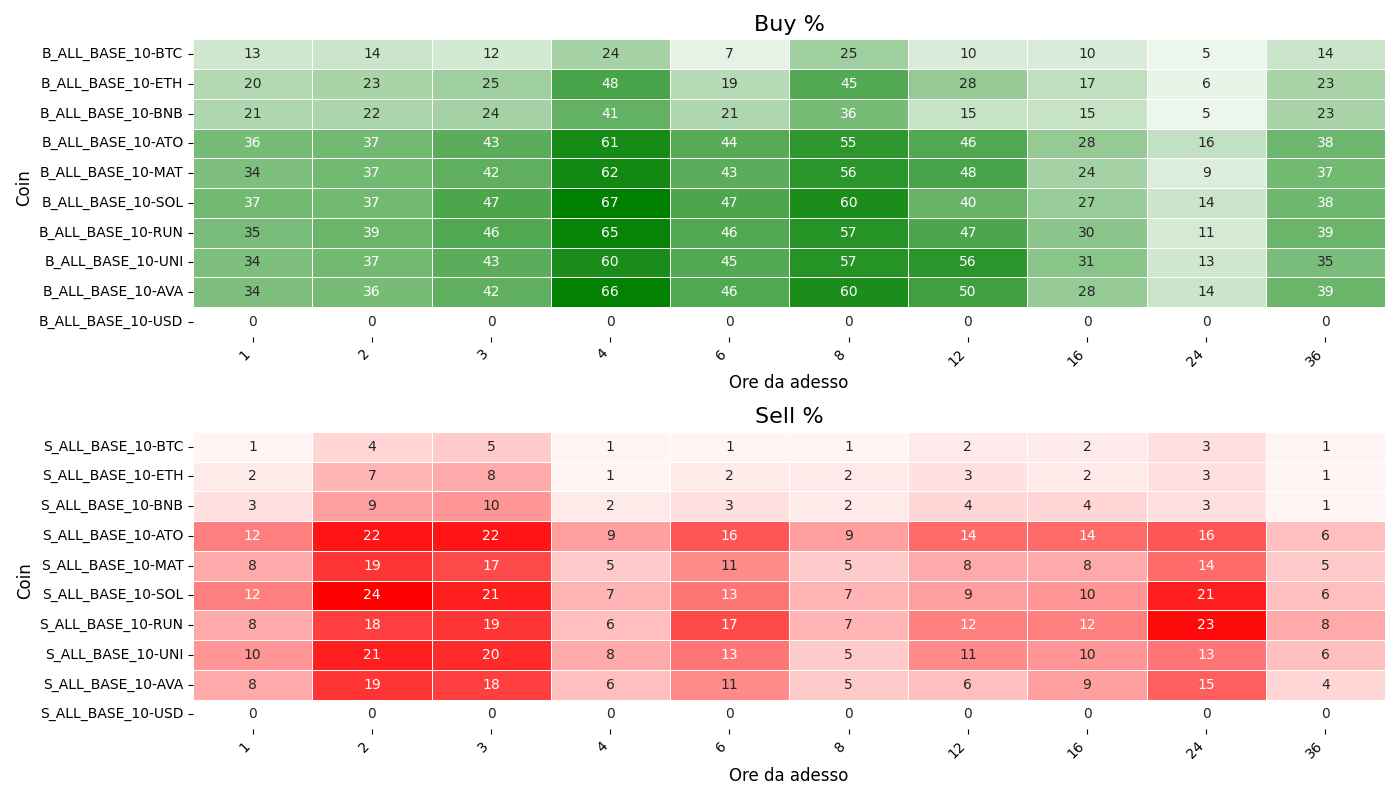 Buy %
Coin
B_ALL_BASE_10-BTC 13 14 12 24 7 25 10 10 5 14
B_ALL_BASE_10-ETH 20 23 25 48 19 45 28 17 6 23
B_ALL_BASE_10-BNB 21 22 24 41 21 36 15 15 5 23
B_ALL_BASE_10-ATO 36 37 43 61 44 55 46 28 16 38
B_ALL_BASE_10-MAT 34 37 42 62 43 56 48 24 9 37
B_ALL_BASE_10-SOL 37 37 47 67 47 60 40 27 14 38
B_ALL_BASE_10-RUN 35 39 46 65 46 57 47 30 11 39
B_ALL_BASE_10-UNI 34 37 43 60 45 57 56 31 13 35
B_ALL_BASE_10-AVA 34 36 42 66 46 60 50 28 14 39
B_ALL_BASE_10-USD 0 0 0 0 0 0 0 0 0 0
1 2 3 4 6 8 12 16 24 36
Ore da adesso
Sell %
Coin
S_ALL_BASE_10-BTC 1 4 5 1 1 1 2 2 3 1
S_ALL_BASE_10-ETH 2 7 8 1 2 2 3 2 3 1
S_ALL_BASE_10-BNB 3 9 10 2 3 2 4 4 3 1
S_ALL_BASE_10-ATO 12 22 22 9 16 9 14 14 16 6
S_ALL_BASE_10-MAT 8 19 17 5 11 5 8 8 14 5
S_ALL_BASE_10-SOL 12 24 21 7 13 7 9 10 21 6
S_ALL_BASE_10-RUN 8 18 19 6 17 7 12 12 23 8
S_ALL_BASE_10-UNI 10 21 20 8 13 5 11 10 13 6
S_ALL_BASE_10-AVA 8 19 18 6 11 5 6 9 15 4
S_ALL_BASE_10-USD 0 0 0 0 0 0 0 0 0 0
1 2 3 4 6 8 12 16 24 36
Ore da adesso